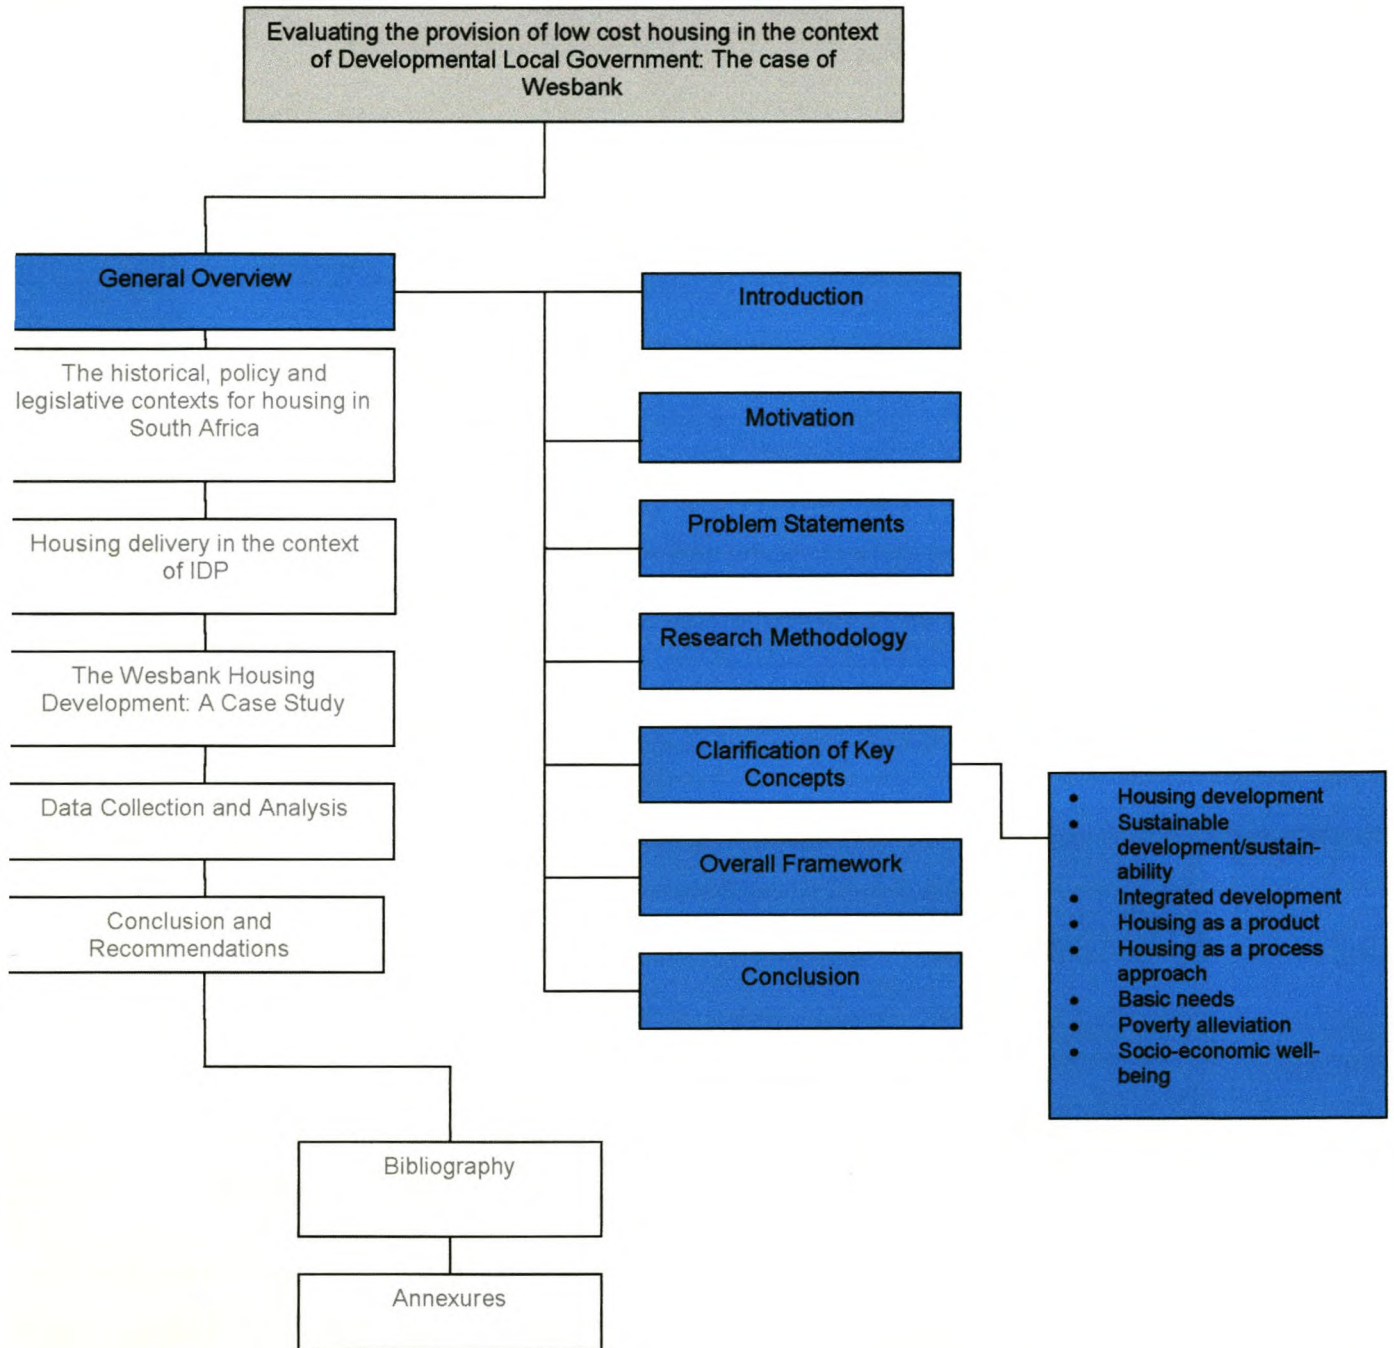 Evaluating the provision of low cost housing in the context
of Developmental Local Government: The case of
Wesbank
General Overview
The historical, policy and
legislative contexts for housing in
South Africa
Housing delivery in the context
of IDP
The Wesbank Housing
Development: A Case Study
Data Collection and Analysis
Conclusion and
Recommendations
Bibliography
Annexures
Introduction
Motivation
Problem Statements
Research Methodology
Clarification of Key
Concepts
Overall Framework
Conclusion
• Housing development
• Sustainable
development/sustain-
ability
• Integrated development
• Housing as a product
• Housing as a process
approach
• Basic needs
• Poverty alleviation
• Socio-economic well-
being